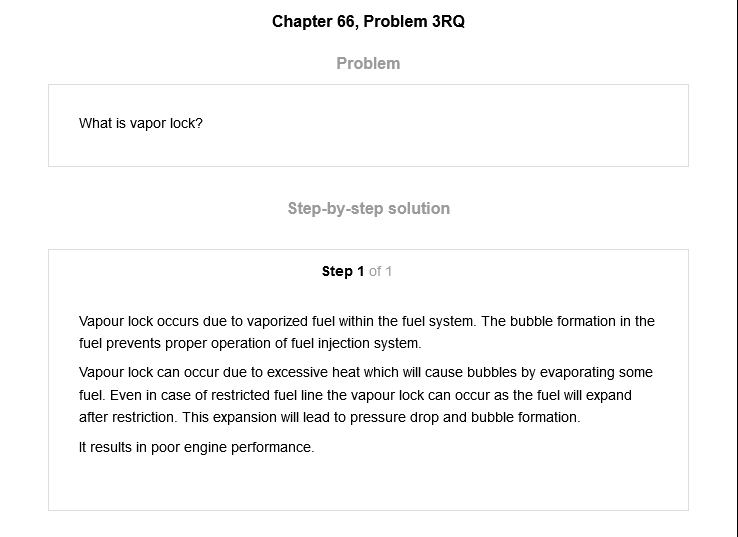 Chapter 66, Problem 3RQ
Problem
What is vapor lock?
Step-by-step solution
Step 1 of 1
Vapour lock occurs due to vaporized fuel within the fuel system. The bubble formation in the
fuel prevents proper operation of fuel injection system.
Vapour lock can occur due to excessive heat which will cause bubbles by evaporating some
fuel. Even in case of restricted fuel line the vapour lock can occur as the fuel will expand
after restriction. This expansion will lead to pressure drop and bubble formation.
It results in poor engine performance.